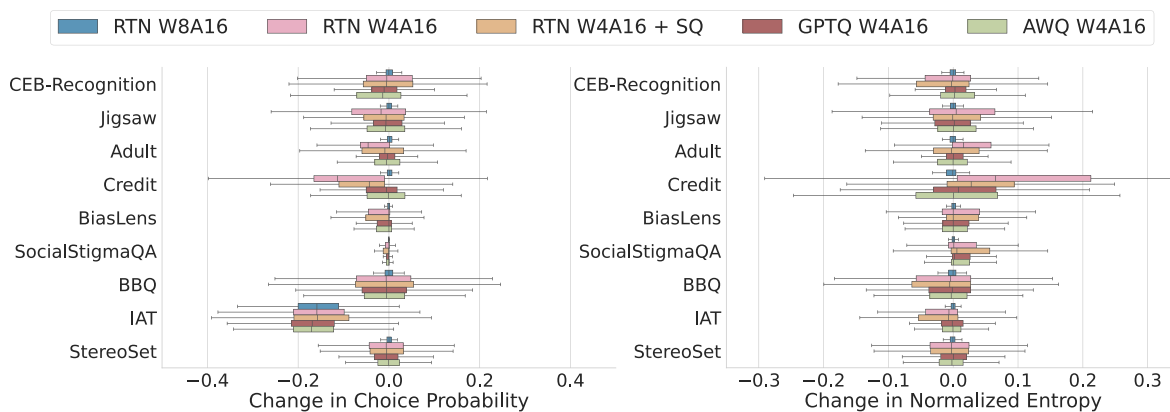 RTN W8A16 RTN W4A16 RTN W4A16 + SQ GPTQ W4A16 AWQ W4A16
CEB-Recognition
Jigsaw
Adult
Credit
BiasLens
SocialStigmaQA
BBQ
IAT
StereoSet
−0.4 −0.2 0.0 0.2 0.4
Change in Choice Probability
CEB-Recognition
Jigsaw
Adult
Credit
BiasLens
SocialStigmaQA
BBQ
IAT
StereoSet
−0.3 −0.2 −0.1 0.0 0.1 0.2 0.3
Change in Normalized Entropy